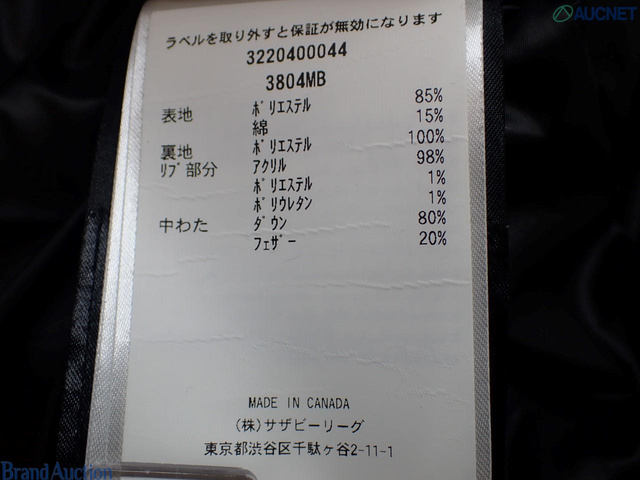 AUCNET
ラベルを取り外すと保証が無効になります
3220400044
3804MB
表地 ﾎﾟﾘｴｽﾃﾙ 85%
綿 15%
裏地 ﾎﾟﾘｴｽﾃﾙ 100%
ﾘﾌﾞ部分 ｱｸﾘﾙ 98%
ﾎﾟﾘｴｽﾃﾙ 1%
ﾎﾟﾘｳﾚﾀﾝ 1%
中わた ﾀﾞｳﾝ 80%
ﾌｪｻﾞｰ 20%
MADE IN CANADA
(株)サザビーリーグ
東京都渋谷区千駄ヶ谷2-11-1
Brand Auction